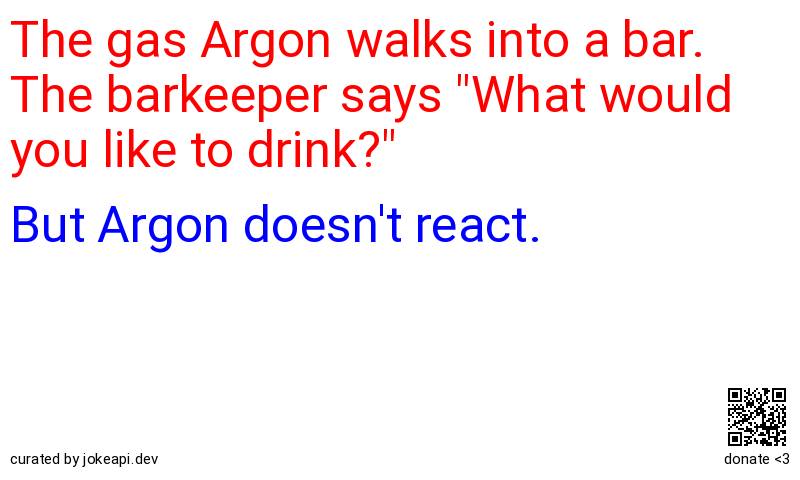 The gas Argon walks into a bar.
The barkeeper says "What would
you like to drink?"
But Argon doesn't react.
curated by jokeapi.dev
donate <3